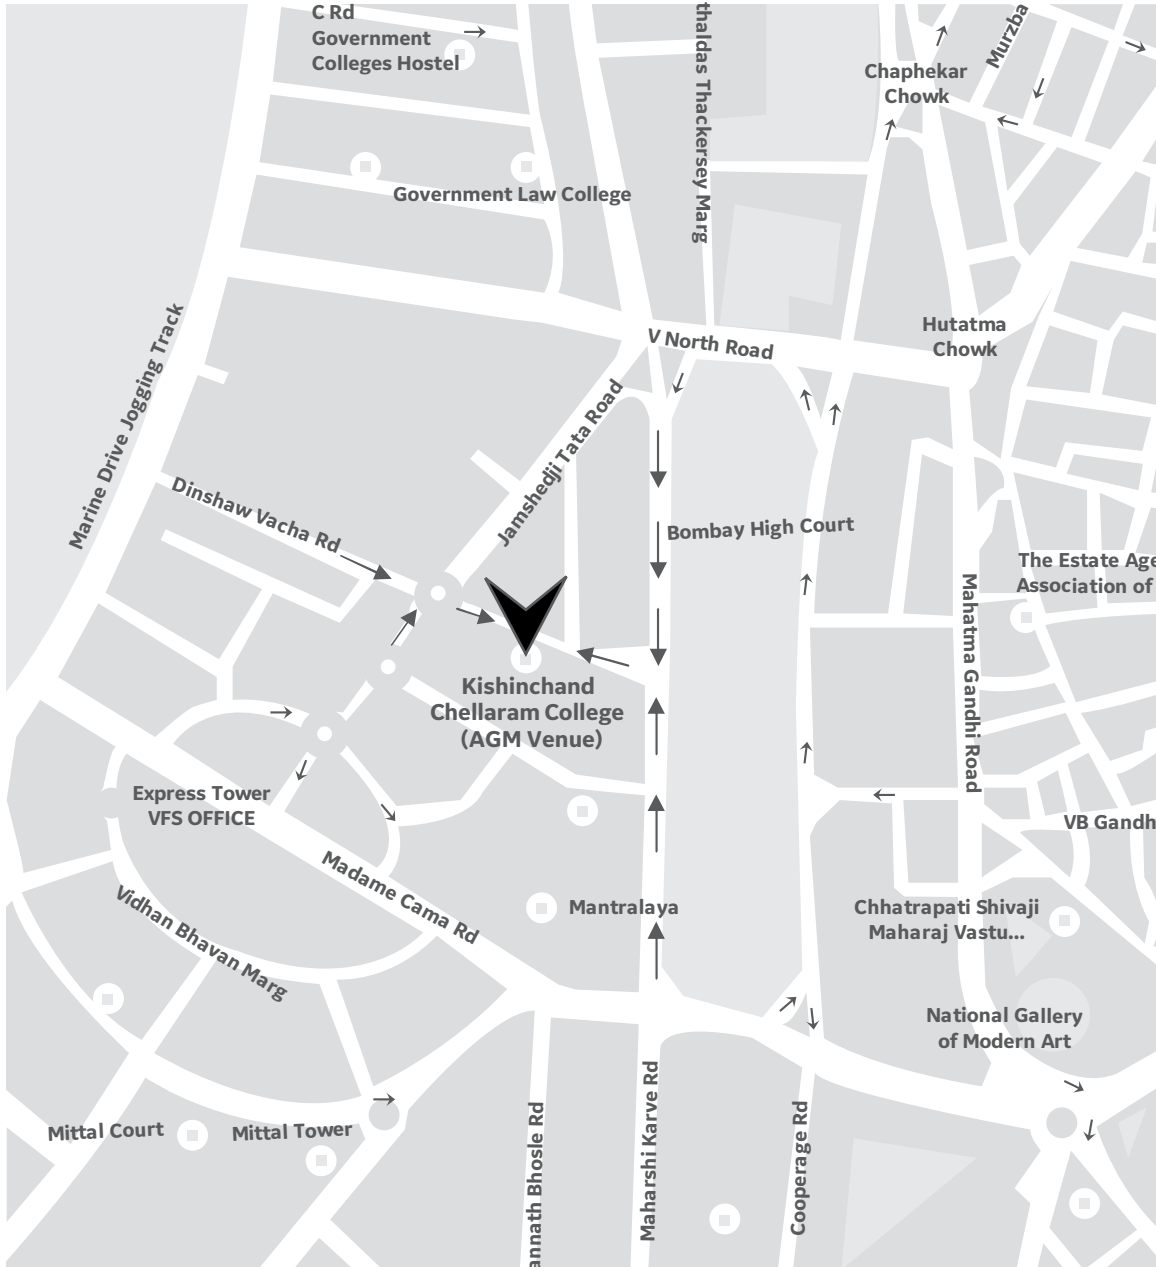 C Rd
Government
Colleges Hostel
thaldas Thackersey Marg
Murzba
Chaphekar
Chowk
Government Law College
Marine Drive Jogging Track
V North Road
Hutatma
Chowk
Jamshedji Tata Road
Dinshaw Vacha Rd
Bombay High Court
The Estate Age
Association of
Mahatma Gandhi Road
Kishinchand
Chellaram College
(AGM Venue)
Express Tower
VFS OFFICE
VB Gandh
Madame Cama Rd
Vidhan Bhavan Marg
Mantralaya
Chhatrapati Shivaji
Maharaj Vastu...
National Gallery
of Modern Art
Mittal Court
Mittal Tower
annath Bhosle Rd
Maharshi Karve Rd
Cooperage Rd